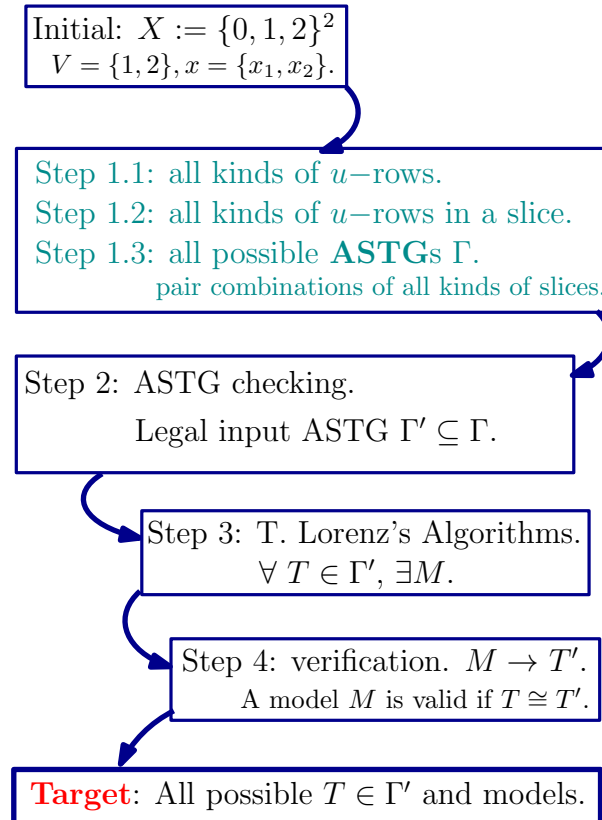 Initial: X := {0, 1, 2}²
V = {1, 2}, x = {x₁, x₂}.
Step 1.1: all kinds of u−rows.
Step 1.2: all kinds of u−rows in a slice.
Step 1.3: all possible ASTGs Γ.
pair combinations of all kinds of slices.
Step 2: ASTG checking.
Legal input ASTG Γ′ ⊆ Γ.
Step 3: T. Lorenz's Algorithms.
∀ T ∈ Γ′, ∃M.
Step 4: verification. M → T′.
A model M is valid if T ≅ T′.
Target: All possible T ∈ Γ′ and models.